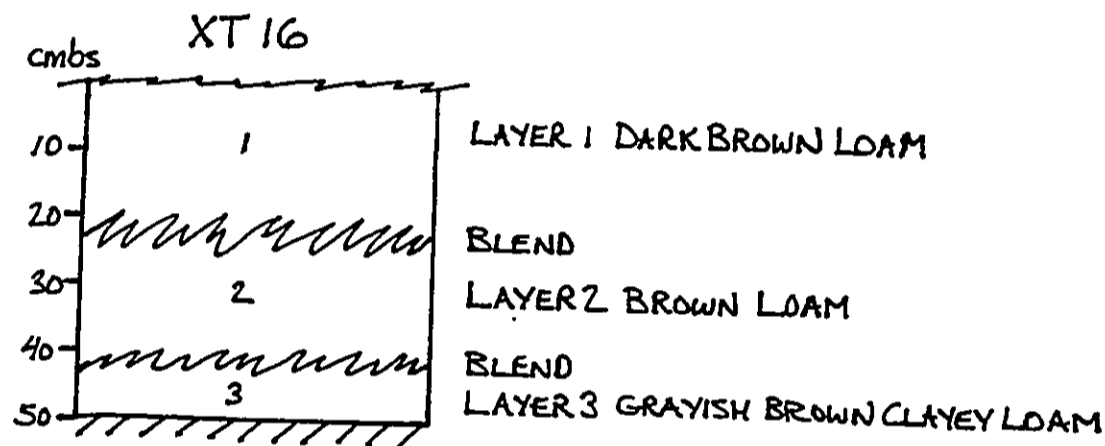 XT 16
cmbs
10 1 LAYER 1 DARK BROWN LOAM
20
BLEND
30 2 LAYER 2 BROWN LOAM
40 BLEND
3 LAYER 3 GRAYISH BROWN CLAYEY LOAM
50